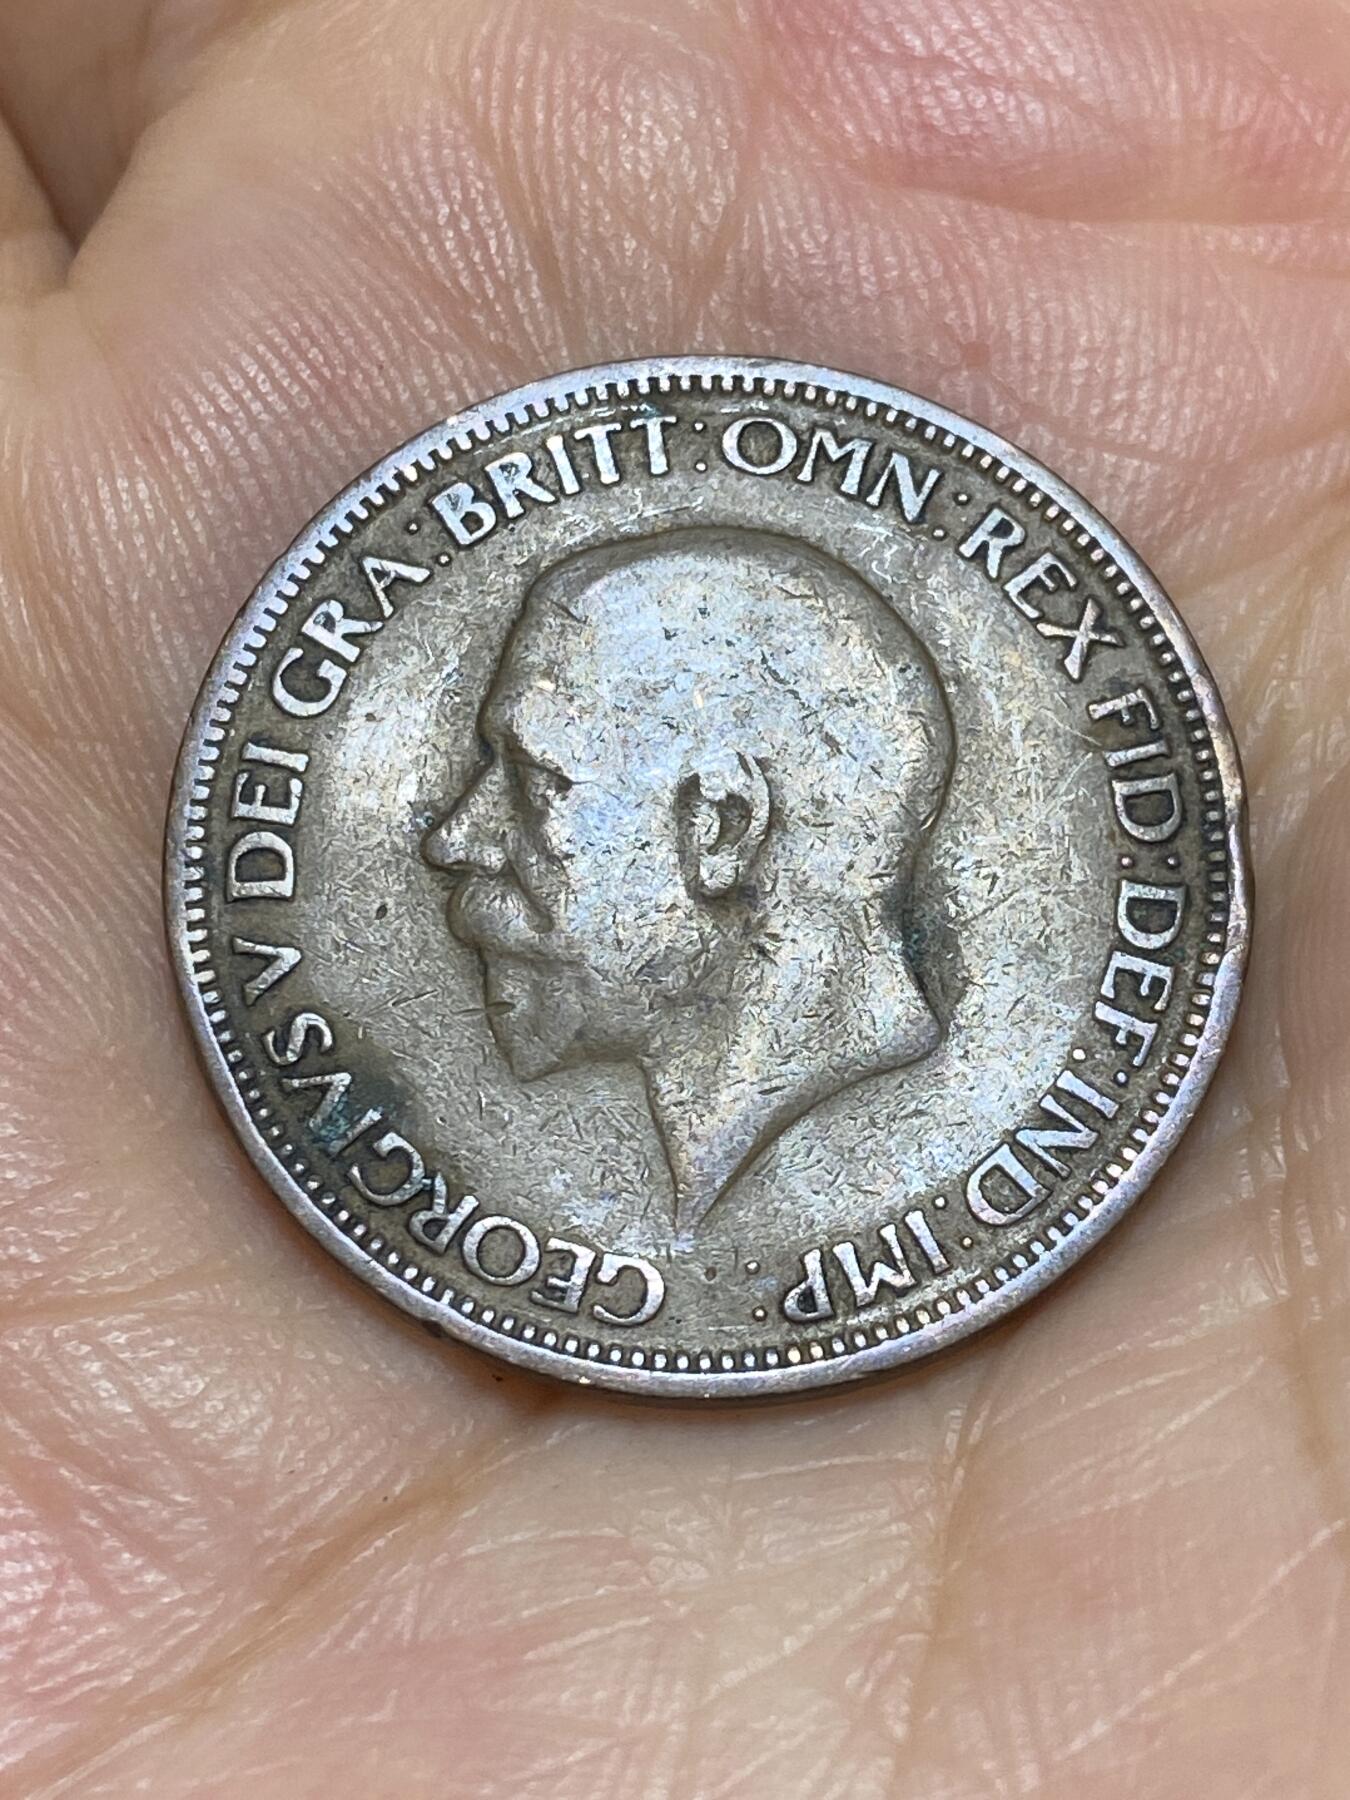 GEORGIVS V DEI GRA: BRITT: OMN: REX FID: DEF: IND: IMP: